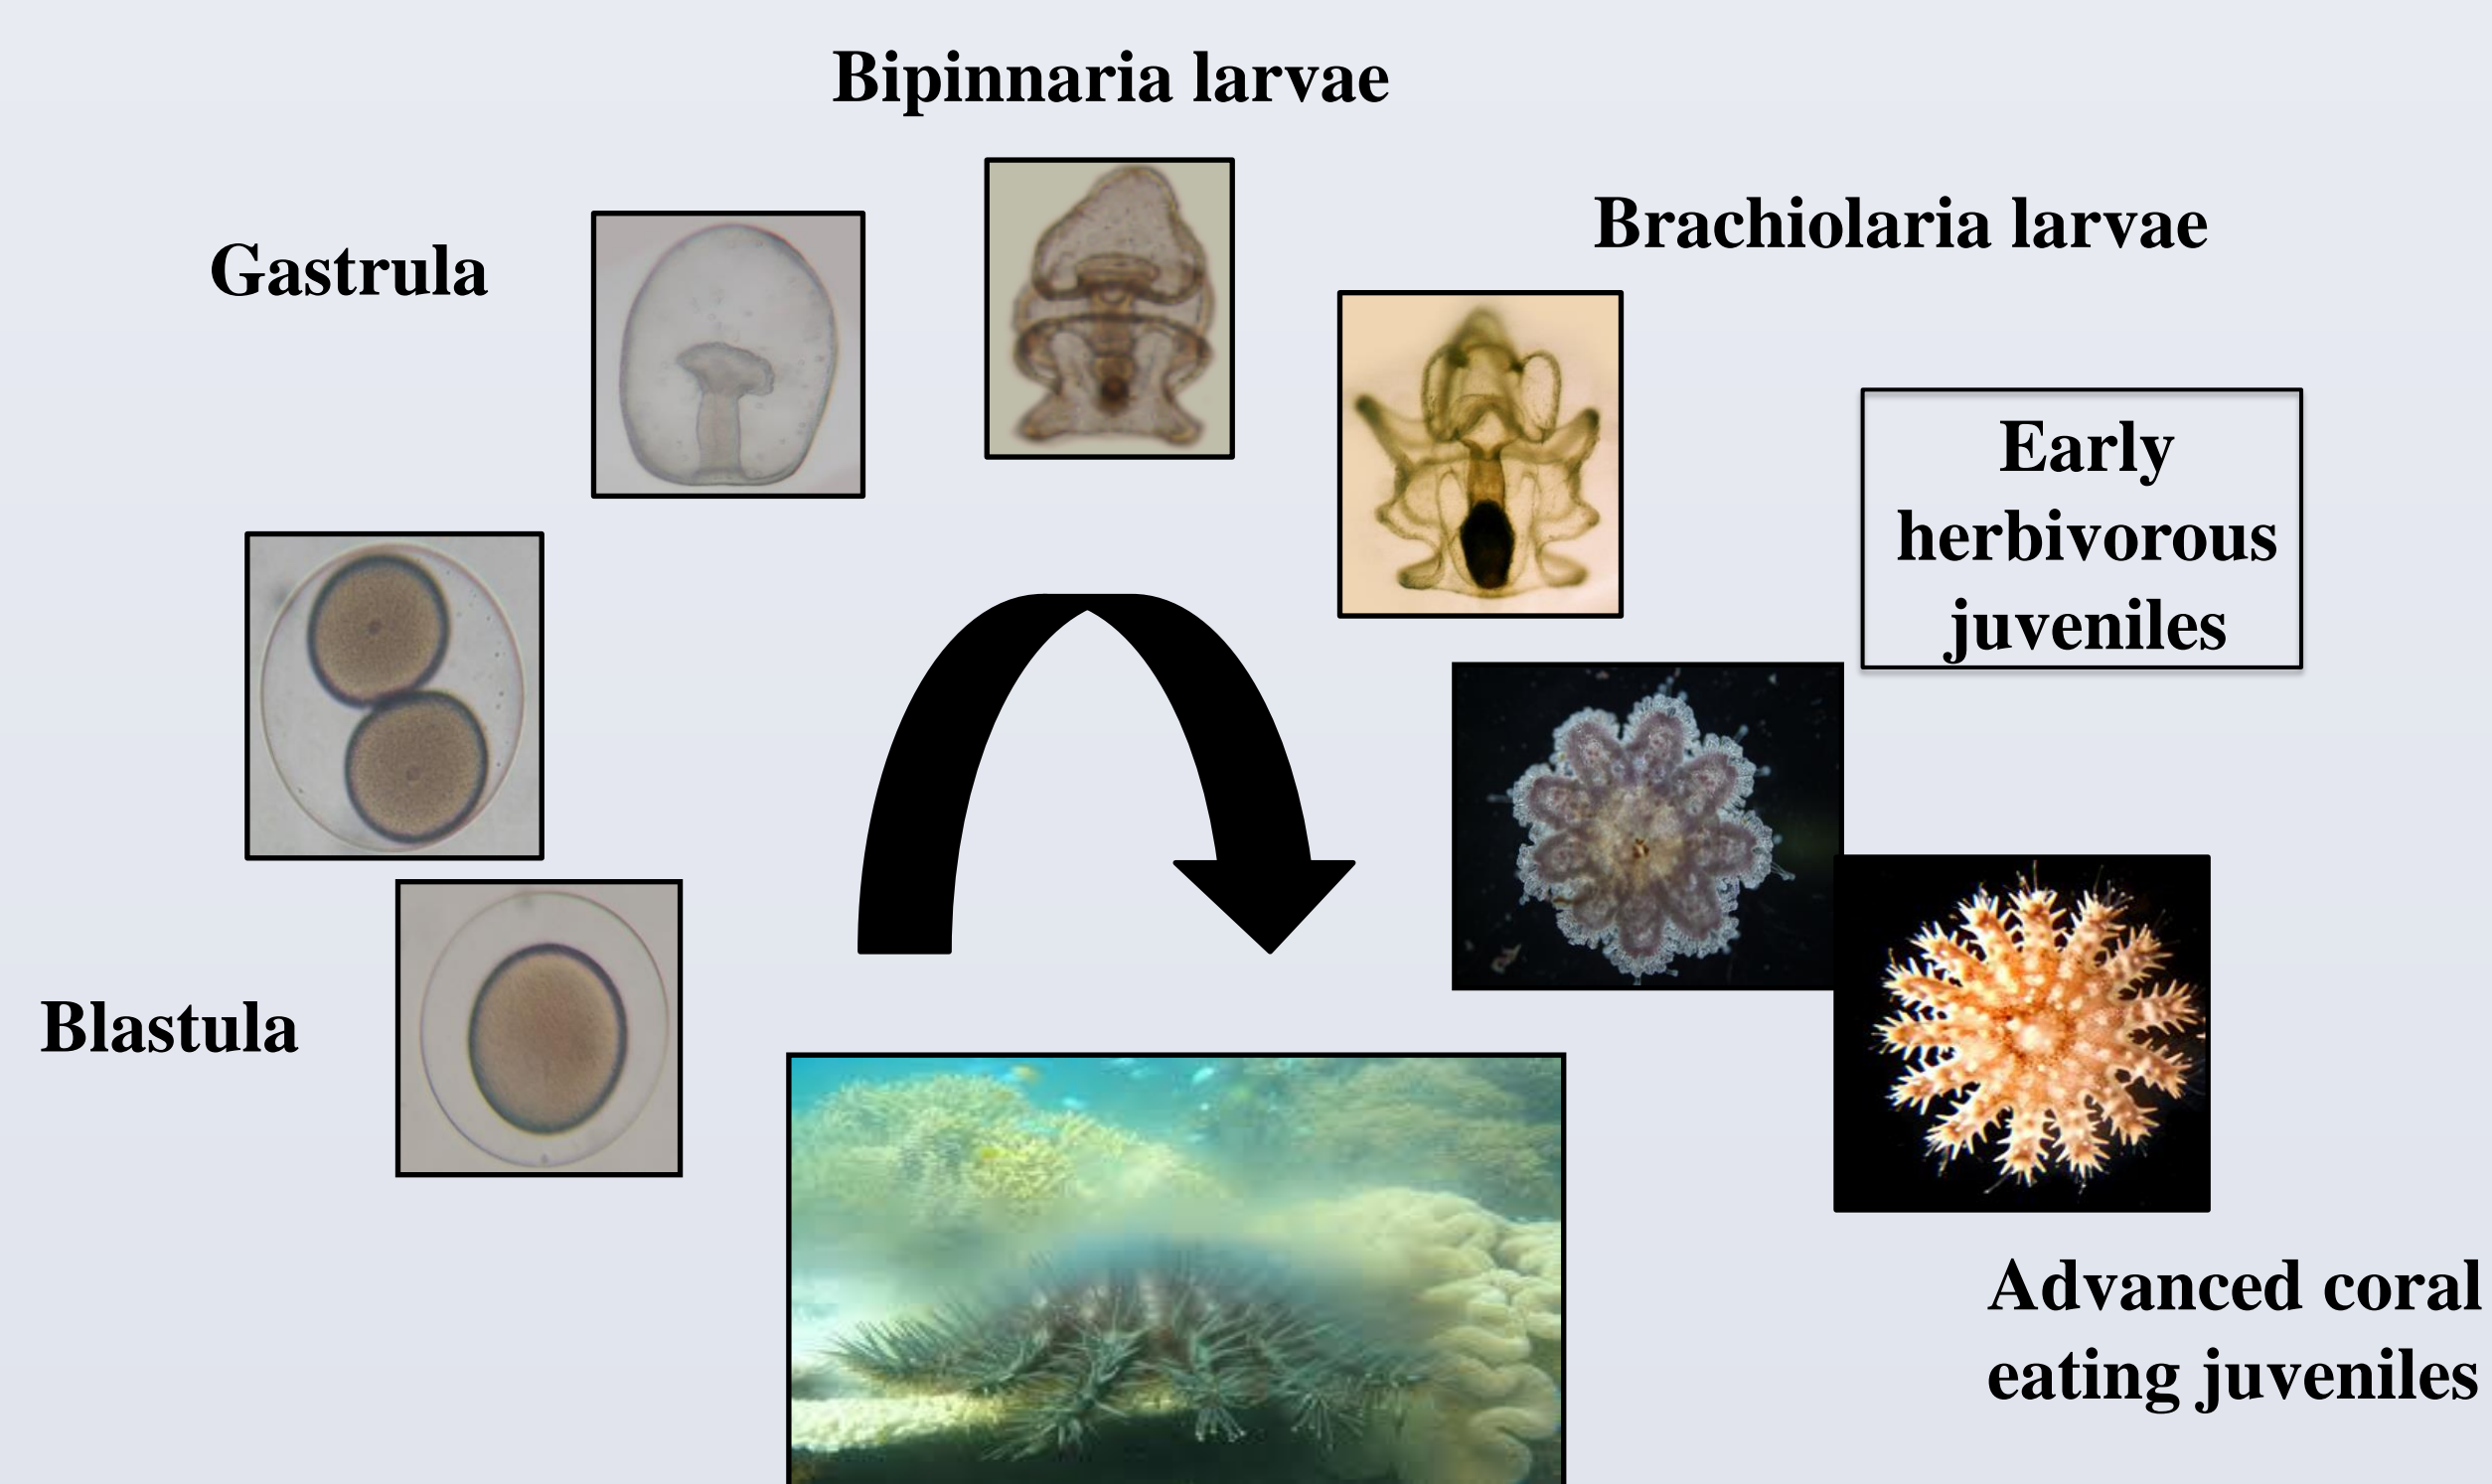 Bipinnaria larvae
Brachiolaria larvae
Gastrula
Early
herbivorous
juveniles
Blastula
Advanced coral
eating juveniles